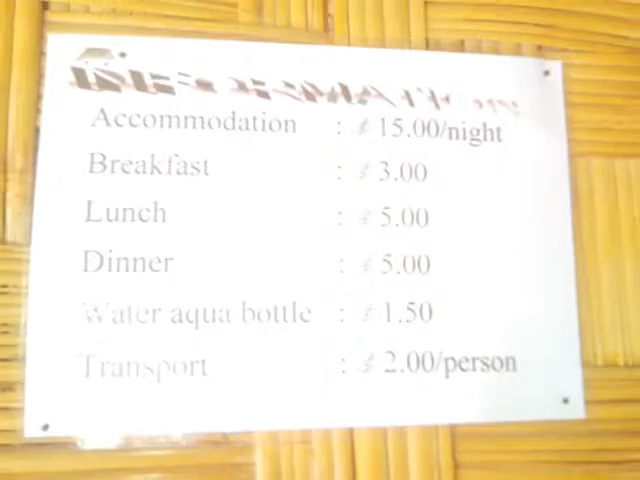 INFORMATION
Accommodation : $ 15.00/night
Breakfast : $ 3.00
Lunch : $ 5.00
Dinner : $ 5.00
Water aqua bottle : $ 1.50
Transport : $ 2.00/person